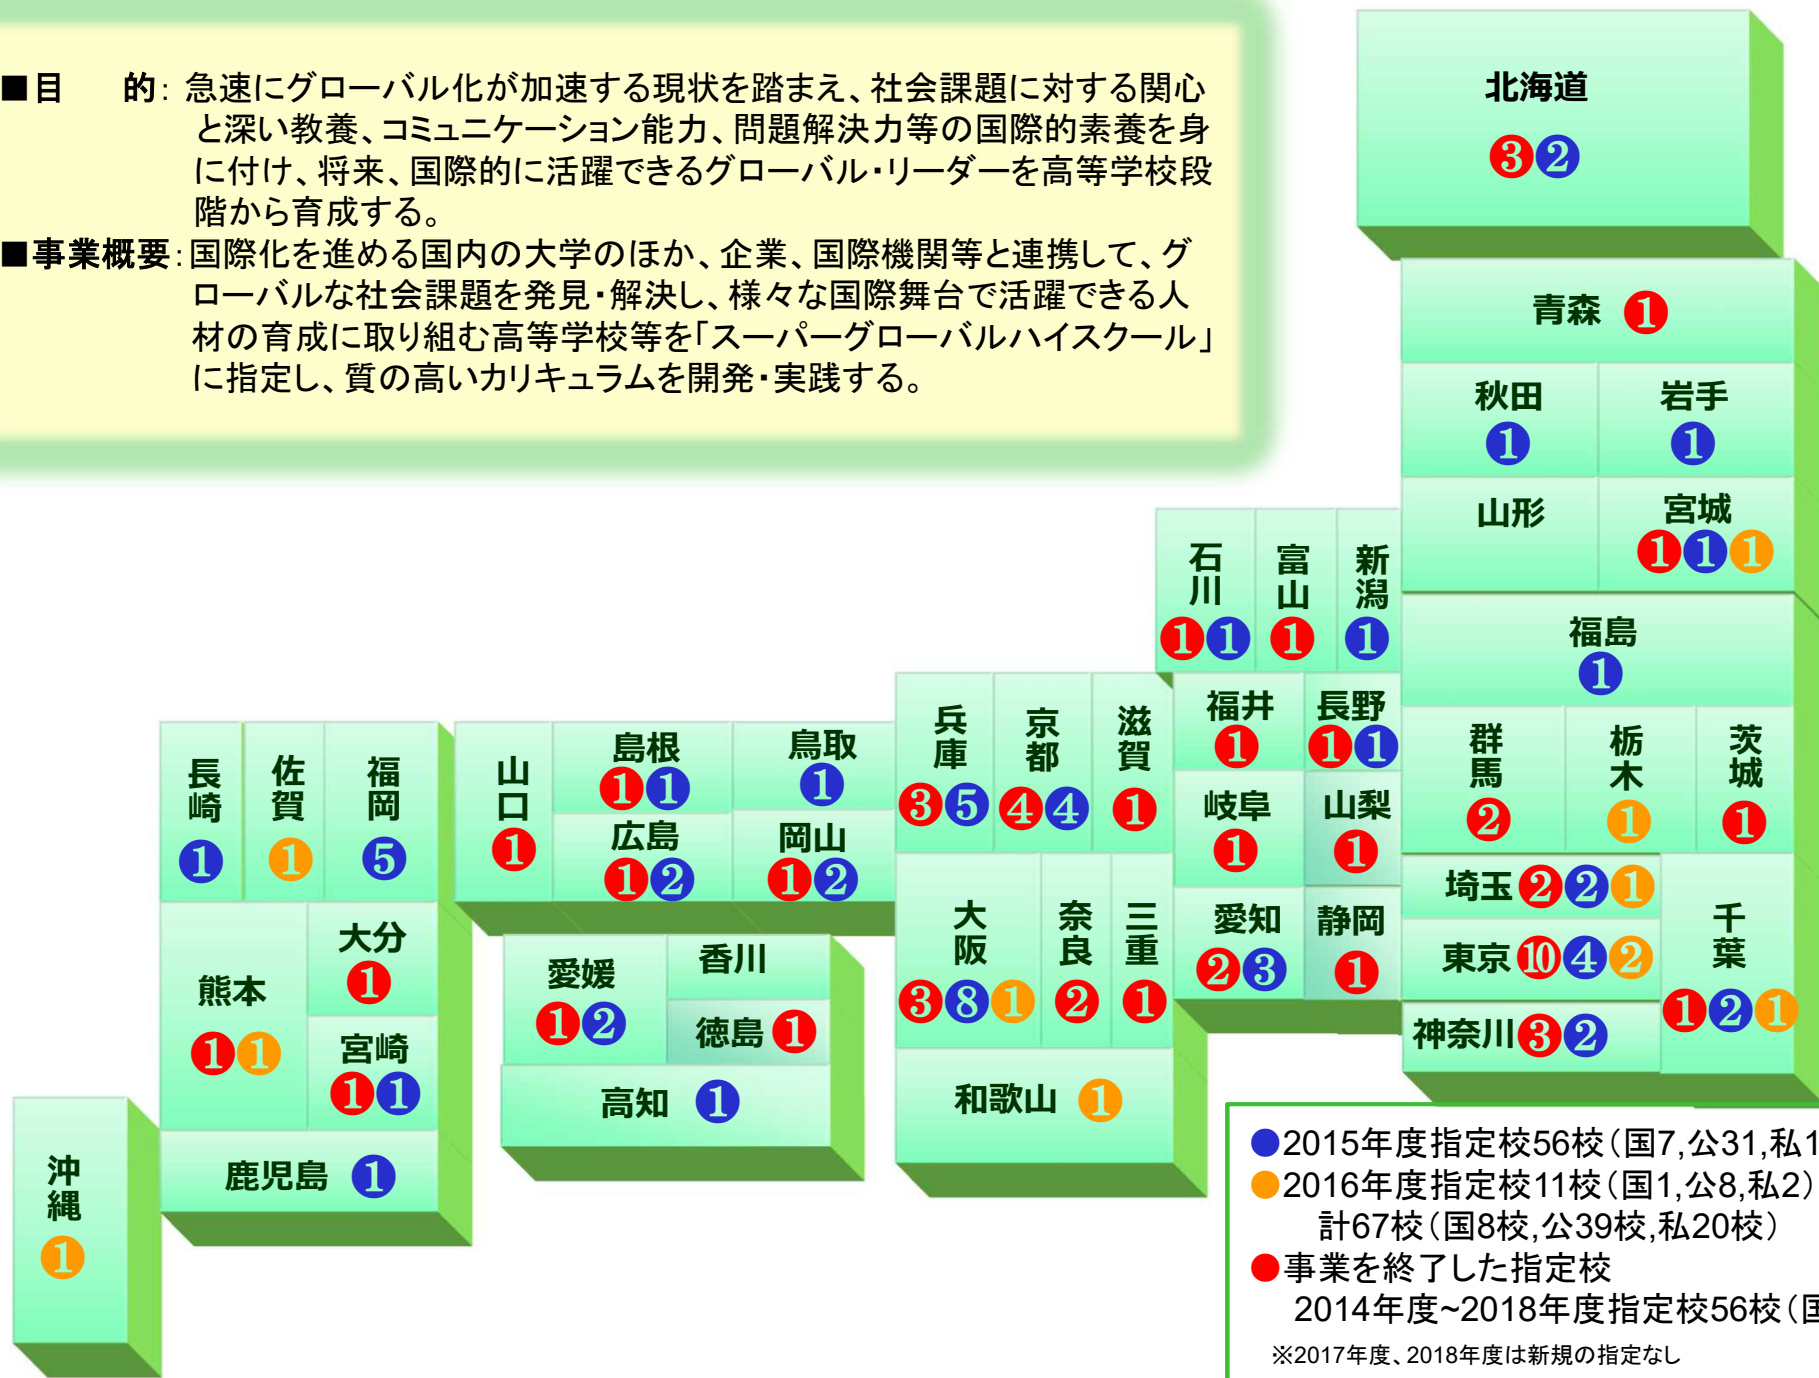 ■目　的：急速にグローバル化が加速する現状を踏まえ、社会課題に対する関心
と深い教養、コミュニケーション能力、問題解決力等の国際的素養を身
に付け、将来、国際的に活躍できるグローバル・リーダーを高等学校段
階から育成する。
■事業概要：国際化を進める国内の大学のほか、企業、国際機関等と連携して、グ
ローバルな社会課題を発見・解決し、様々な国際舞台で活躍できる人
材の育成に取り組む高等学校等を「スーパーグローバルハイスクール」
に指定し、質の高いカリキュラムを開発・実践する。
北海道
3 2
青森 1
秋田
1
岩手
1
山形
宮城
1 1 1
石川
1 1
富山
1
新潟
1
福島
1
福井
1
長野
1 1
群馬
2
栃木
1
茨城
1
兵庫
3 5
京都
4 4
滋賀
1
岐阜
1
山梨
1
長崎
1
佐賀
1
福岡
5
山口
1
島根
1 1
鳥取
1
広島
1 2
岡山
1 2
埼玉 2 2 1
東京 10 4 2
千葉
1 2 1
神奈川 3 2
大阪
3 8 1
奈良
2
三重
1
愛知
2 3
静岡
1
熊本
1 1
大分
1
宮崎
1 1
愛媛
1 2
香川
徳島 1
高知 1
和歌山 1
沖縄
1
鹿児島 1
●2015年度指定校56校（国7,公31,私1
●2016年度指定校11校（国1,公8,私2）
計67校（国8校,公39校,私20校）
●事業を終了した指定校
2014年度~2018年度指定校56校（国
※2017年度、2018年度は新規の指定なし